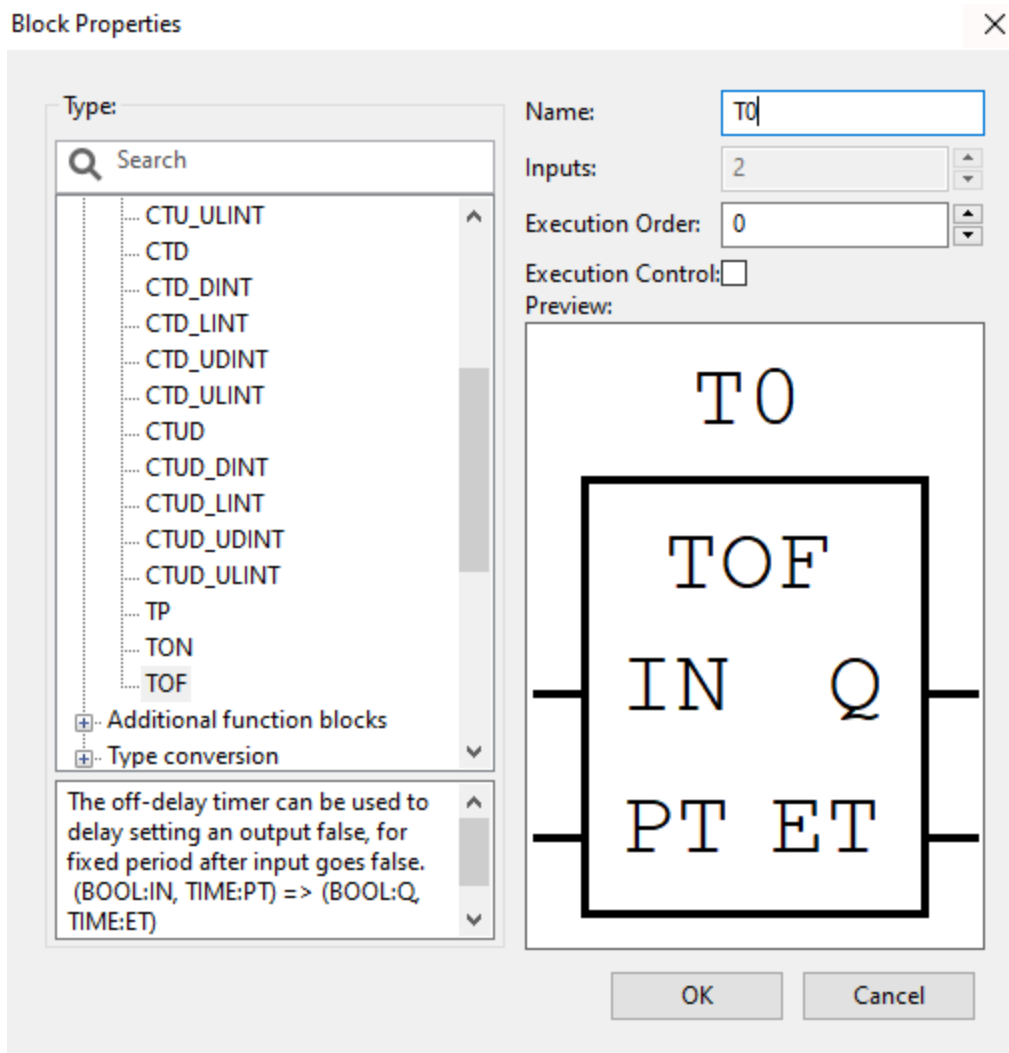 Block Properties
Type:
Search
CTU_ULINT
CTD
CTD_DINT
CTD_LINT
CTD_UDINT
CTD_ULINT
CTUD
CTUD_DINT
CTUD_LINT
CTUD_UDINT
CTUD_ULINT
TP
TON
TOF
Additional function blocks
Type conversion
The off-delay timer can be used to
delay setting an output false, for
fixed period after input goes false.
(BOOL:IN, TIME:PT) => (BOOL:Q,
TIME:ET)
Name: T0
Inputs: 2
Execution Order: 0
Execution Control:
Preview:
T0
TOF
IN Q
PT ET
OK Cancel